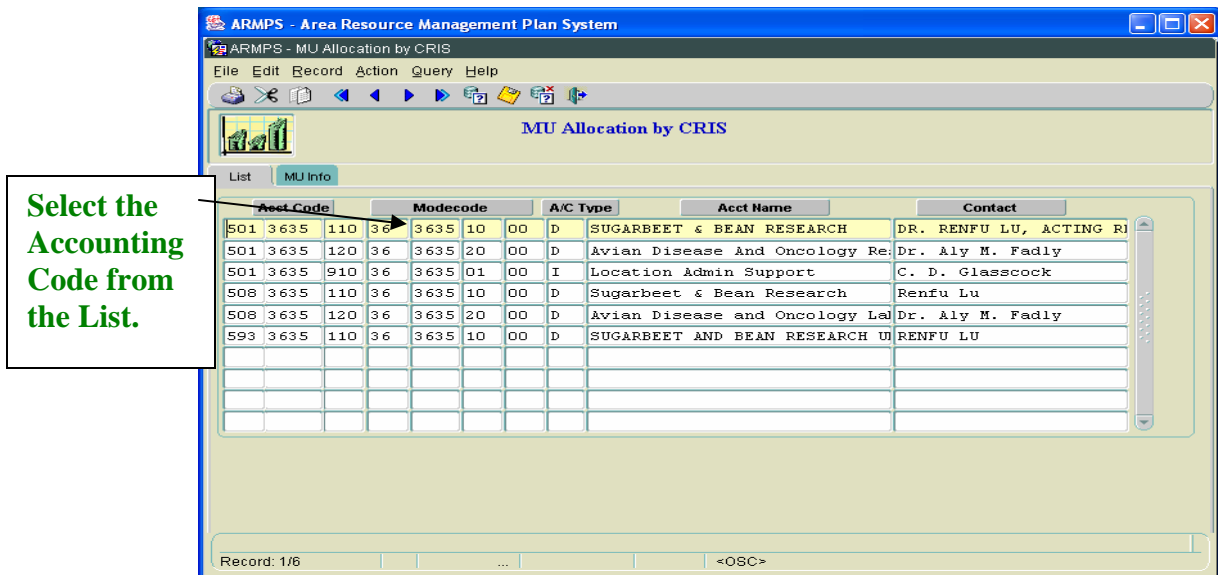 ARMPS - Area Resource Management Plan System
ARMPS - MU Allocation by CRIS
File Edit Record Action Query Help
MU Allocation by CRIS
List MU Info
Select the
Accounting
Code from
the List.
Acct Code Modecode A/C Type Acct Name Contact
501 3635 110 36 3635 10 00 D SUGARBEET & BEAN RESEARCH DR. RENFU LU, ACTING
501 3635 120 36 3635 20 00 D Avian Disease And Oncology Re Dr. Aly M. Fadly
501 3635 910 36 3635 01 00 I Location Admin Support C. D. Glasscock
508 3635 110 36 3635 10 00 D Sugarbeet & Bean Research Renfu Lu
508 3635 120 36 3635 20 00 D Avian Disease and Oncology La Dr. Aly M. Fadly
593 3635 110 36 3635 10 00 D SUGARBEET AND BEAN RESEARCH U RENFU LU
Record: 1/6 ... <OSC>